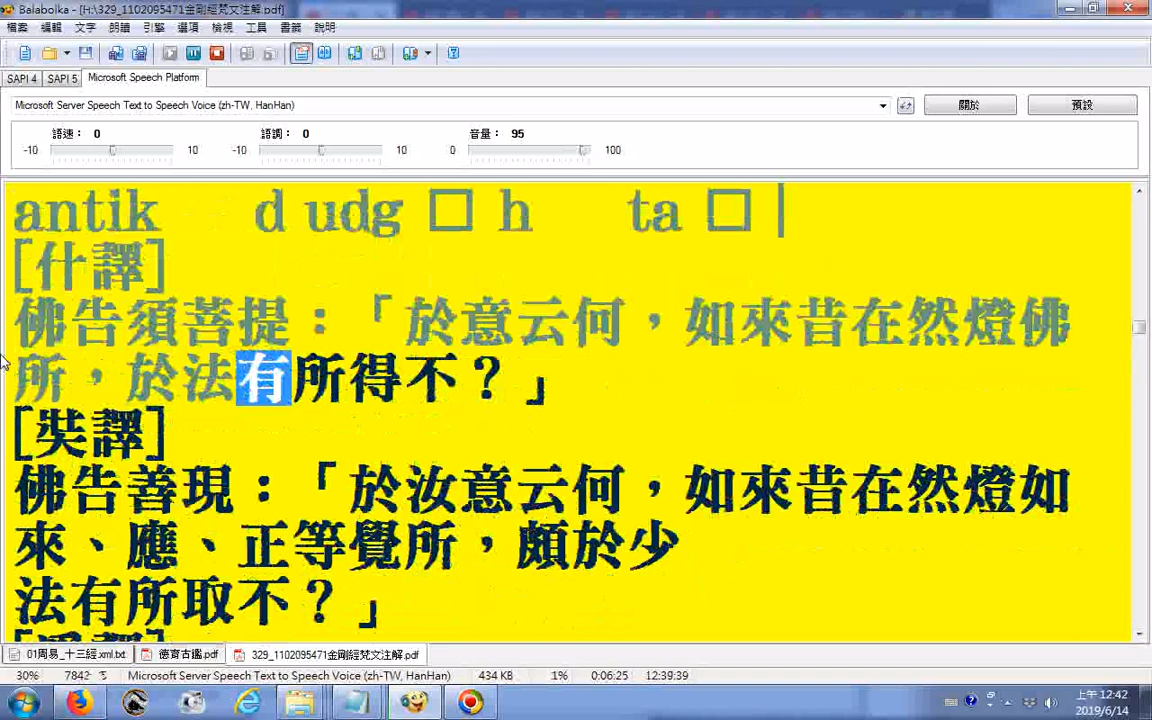 Balabolka - [H:\329_1102095471金剛經梵文注解.pdf]
檔案 編輯 文字 朗讀 引擎 選項 檢視 工具 書籤 說明
SAPI 4 SAPI 5 Microsoft Speech Platform
Microsoft Server Speech Text to Speech Voice (zh-TW, HanHan) 關於 預設
語速： 0 語調： 0 音量： 95
-10 10 -10 10 0 100
antik d udg □ h ta □ |
[什譯]
佛告須菩提：「於意云何，如來昔在然燈佛
所，於法有所得不？」
[奘譯]
佛告善現：「於汝意云何，如來昔在然燈如
來、應、正等覺所，頗於少
法有所取不？」
01周易_十三經.xml.txt 德育古鑑.pdf 329_1102095471金剛經梵文注解.pdf
30% 7842 Microsoft Server Speech Text to Speech Voice (zh-TW, HanHan) 434 KB 1% 0:06:25 12:39:39
上午 12:42
2019/6/14